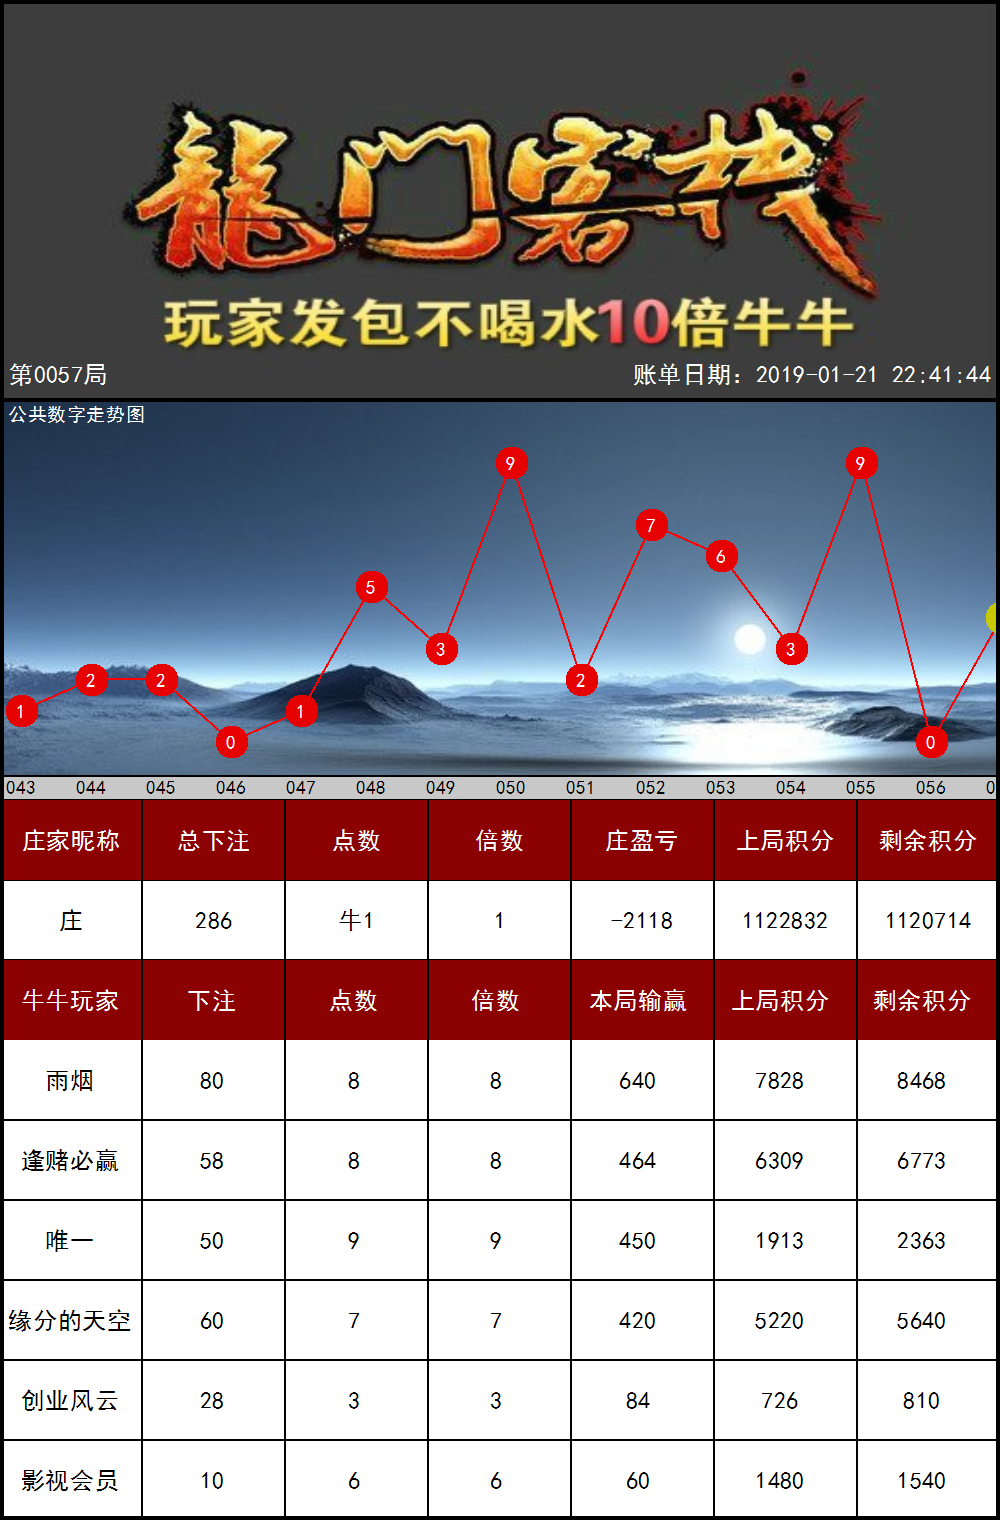 龍门客栈
玩家发包不喝水10倍牛牛
第0057局 账单日期：2019-01-21 22:41:44
公共数字走势图
1 2 2 0 1 5 3 9 2 7 6 3 9 0
043 044 045 046 047 048 049 050 051 052 053 054 055 056 0
庄家昵称 总下注 点数 倍数 庄盈亏 上局积分 剩余积分
庄 286 牛1 1 -2118 1122832 1120714
牛牛玩家 下注 点数 倍数 本局输赢 上局积分 剩余积分
雨烟 80 8 8 640 7828 8468
逢赌必赢 58 8 8 464 6309 6773
唯一 50 9 9 450 1913 2363
缘分的天空 60 7 7 420 5220 5640
创业风云 28 3 3 84 726 810
影视会员 10 6 6 60 1480 1540